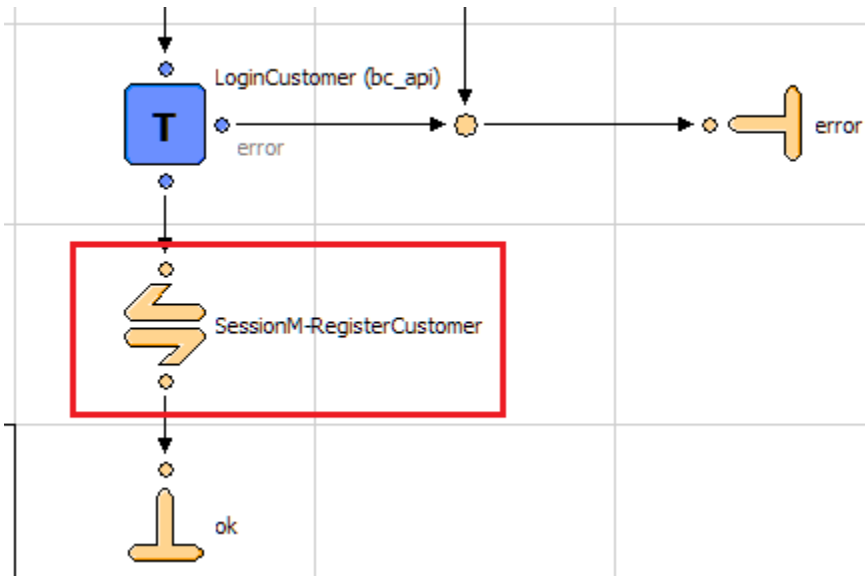 LoginCustomer (bc_api)
T
error
error
SessionM-RegisterCustomer
ok